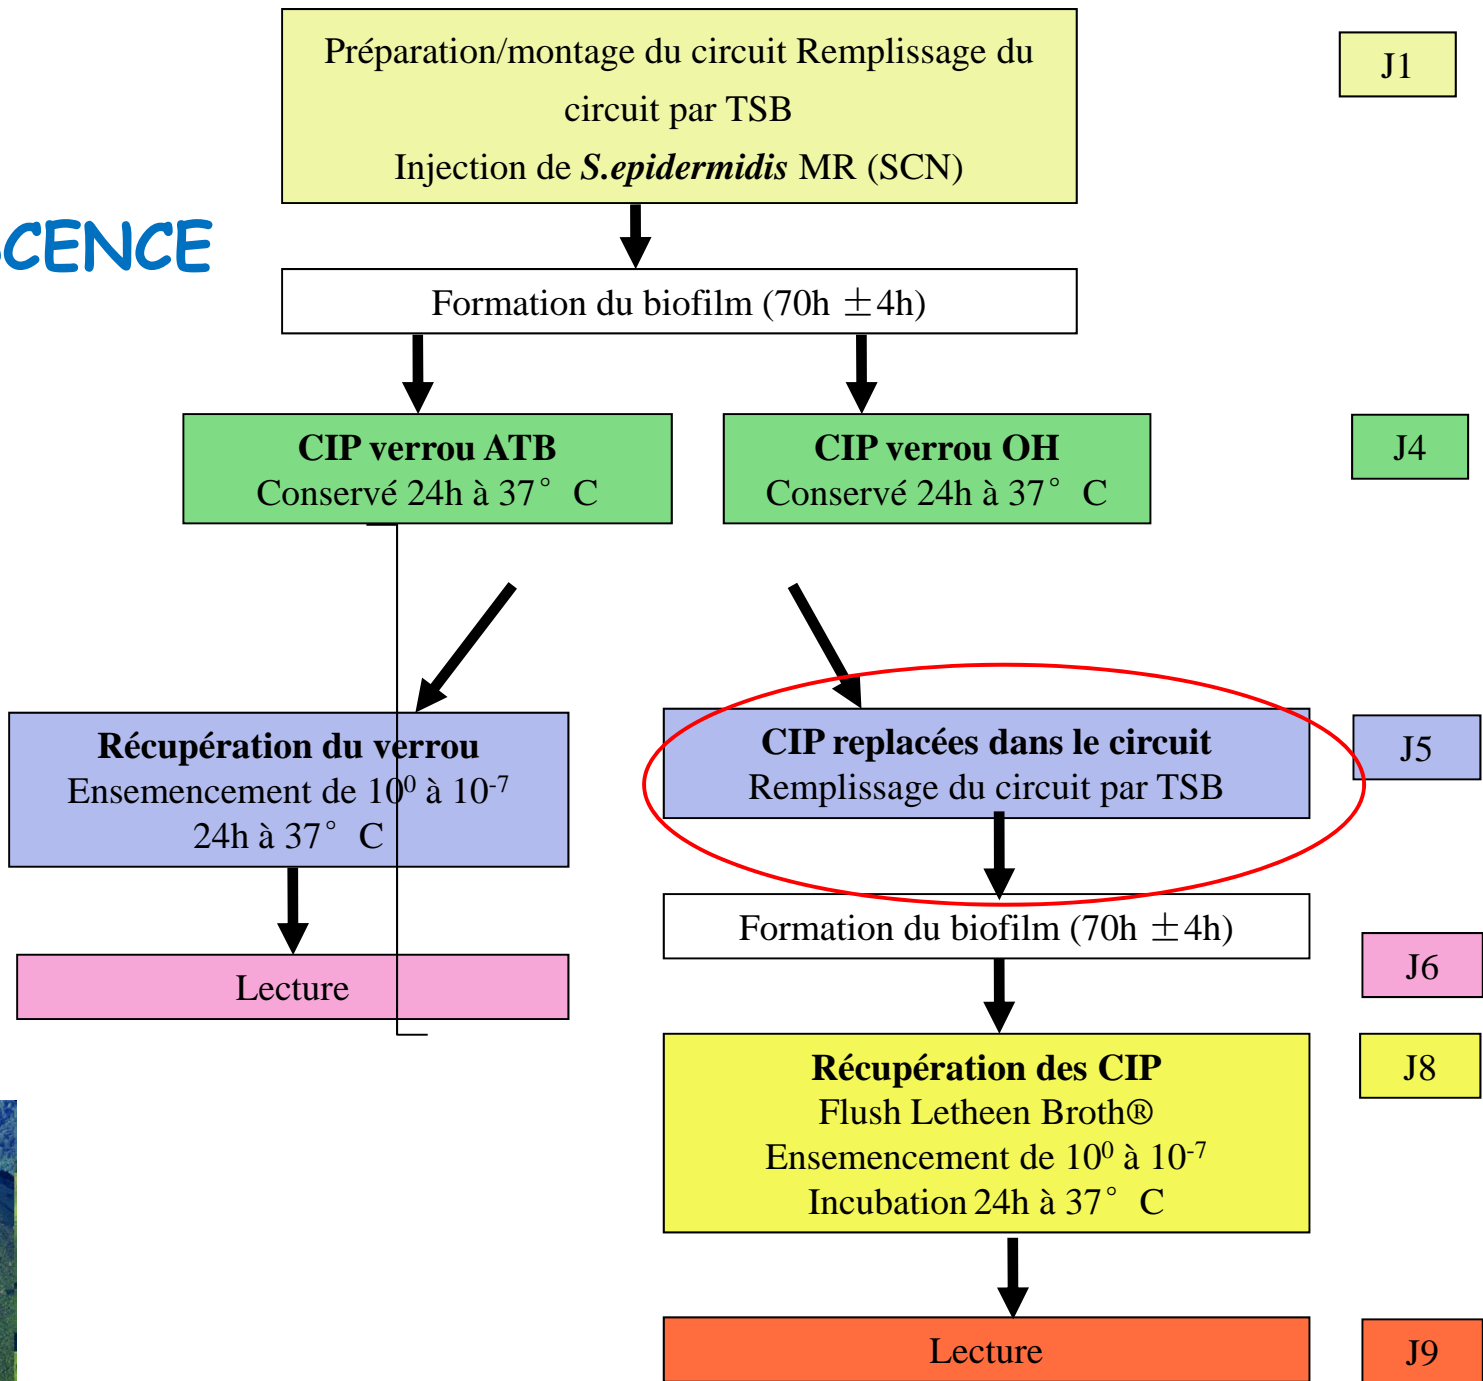 Préparation/montage du circuit Remplissage du
circuit par TSB
Injection de S.epidermidis MR (SCN)
J1
SCENCE
Formation du biofilm (70h ±4h)
CIP verrou ATB
Conservé 24h à 37° C
CIP verrou OH
Conservé 24h à 37° C
J4
Récupération du verrou
Ensemencement de 10⁰ à 10⁻⁷
24h à 37° C
CIP replacées dans le circuit
Remplissage du circuit par TSB
J5
Formation du biofilm (70h ±4h)
Lecture
J6
Récupération des CIP
Flush Letheen Broth®
Ensemencement de 10⁰ à 10⁻⁷
Incubation 24h à 37° C
J8
Lecture
J9